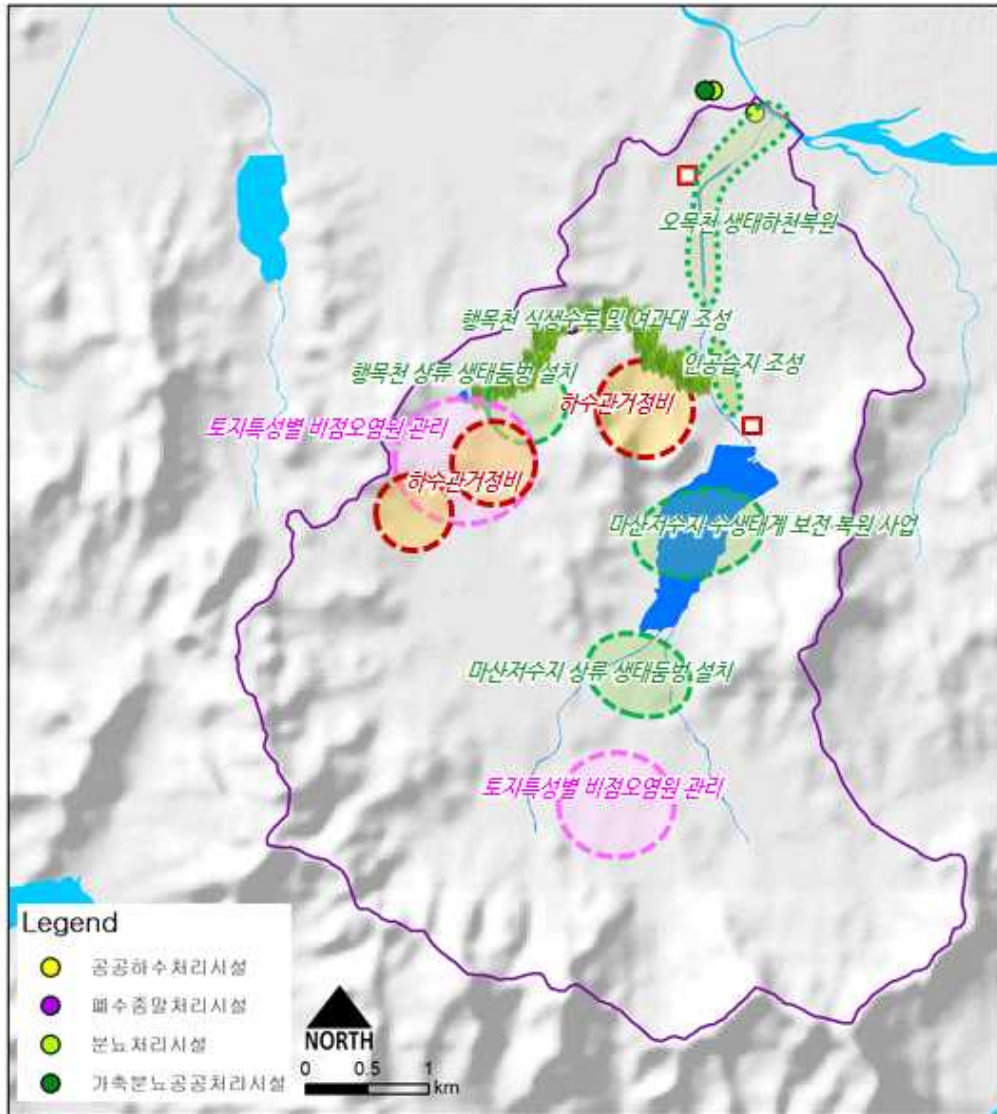 오목천 생태하천복원
행목천 식생수로 및 여과대 조성
인공습지 조성
행목천 상류 생태둠벙 설치
하수관거정비
토지특성별 비점오염원 관리
하수관거정비
마산저수지 수생태계 보전 복원 사업
마산저수지 상류 생태둠벙 설치
토지특성별 비점오염원 관리
Legend
공공하수처리시설
폐수종말처리시설
분뇨처리시설
가축분뇨공공처리시설
NORTH
0 0.5 1
km